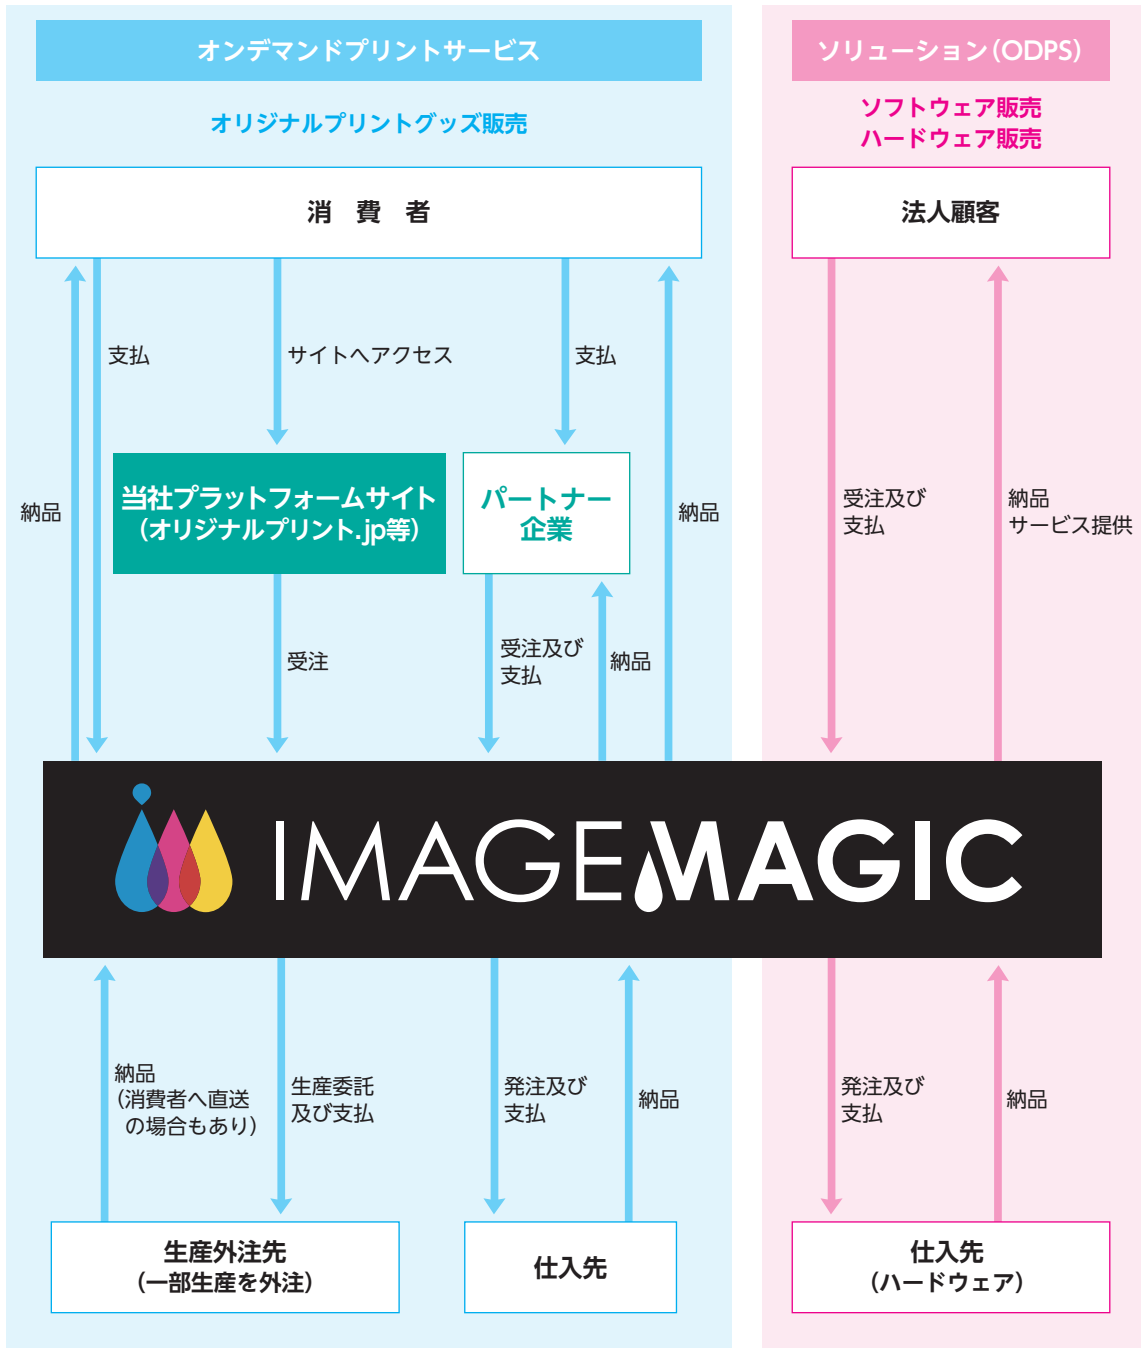 オンデマンドプリントサービス
オリジナルプリントグッズ販売
消　費　者
支払
サイトへアクセス
支払
納品
当社プラットフォームサイト
（オリジナルプリント.jp等）
パートナー
企業
納品
受注
受注及び
支払
納品
ソリューション（ODPS）
ソフトウェア販売
ハードウェア販売
法人顧客
受注及び
支払
納品
サービス提供
IMAGE MAGIC
納品
（消費者へ直送
の場合もあり）
生産委託
及び支払
発注及び
支払
納品
発注及び
支払
納品
生産外注先
（一部生産を外注）
仕入先
仕入先
（ハードウェア）